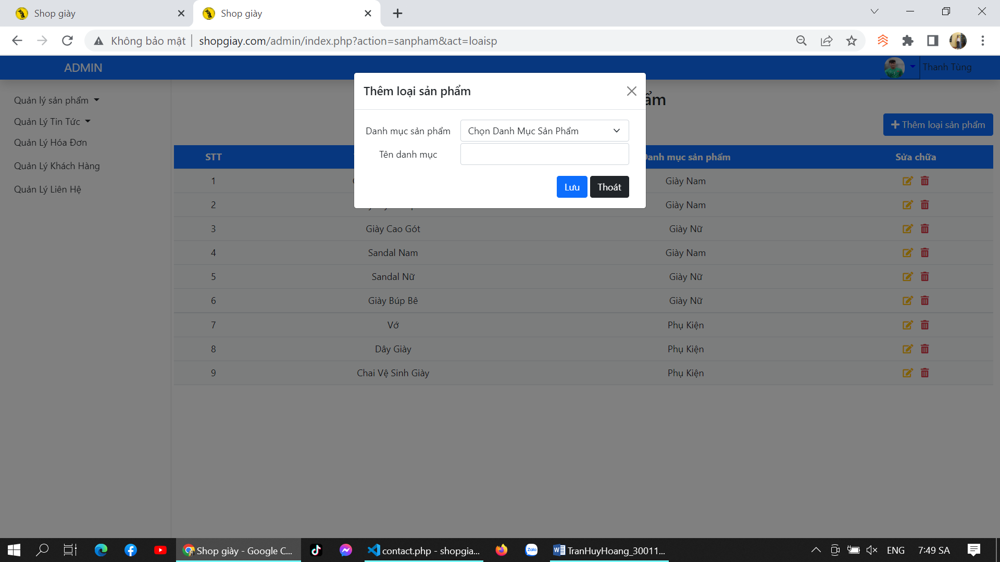 Shop giày
Shop giày
Không bảo mật
shopgiay.com/admin/index.php?action=sanpham&act=loaisp
ADMIN
Thanh Tùng
Quản lý sản phẩm
Quản Lý Tin Tức
Quản Lý Hóa Đơn
Quản Lý Khách Hàng
Quản Lý Liên Hệ
Thêm loại sản phẩm
Danh mục sản phẩm
Chọn Danh Mục Sản Phẩm
Tên danh mục
Lưu
Thoát
Thêm loại sản phẩm
STT mục sản phẩm Sửa chữa
1 Giày Nam
2 Giày Nam
3 Giày Cao Gót Giày Nữ
4 Sandal Nam Giày Nam
5 Sandal Nữ Giày Nữ
6 Giày Búp Bê Giày Nữ
7 Vớ Phụ Kiện
8 Dây Giày Phụ Kiện
9 Chai Vệ Sinh Giày Phụ Kiện
Shop giày - Google C...
contact.php - shopgia...
Zalo
TranHuyHoang_30011...
ENG
7:49 SA